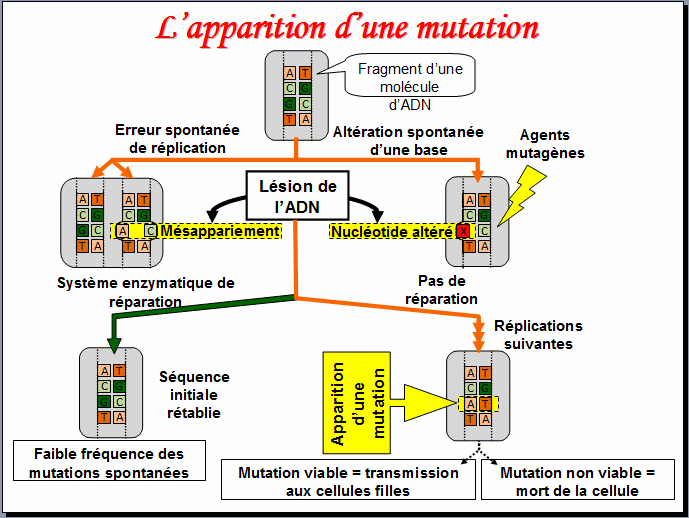 L'apparition d'une mutation
Fragment d'une
molécule
d'ADN
A T
C G
G C
T A
Erreur spontanée
de réplication
Altération spontanée
d'une base
Agents
mutagènes
A T A T
C G C G
G C A C
T A T A
Lésion de
l'ADN
A T
C G
X C
T A
Mésappariement
Nucléotide altéré
Système enzymatique de
réparation
Pas de
réparation
Réplications
suivantes
A T
C G
G C
T A
Séquence
initiale
rétablie
Apparition
d'une
mutation
A T
C G
A T
T A
Faible fréquence des
mutations spontanées
Mutation viable = transmission
aux cellules filles
Mutation non viable =
mort de la cellule